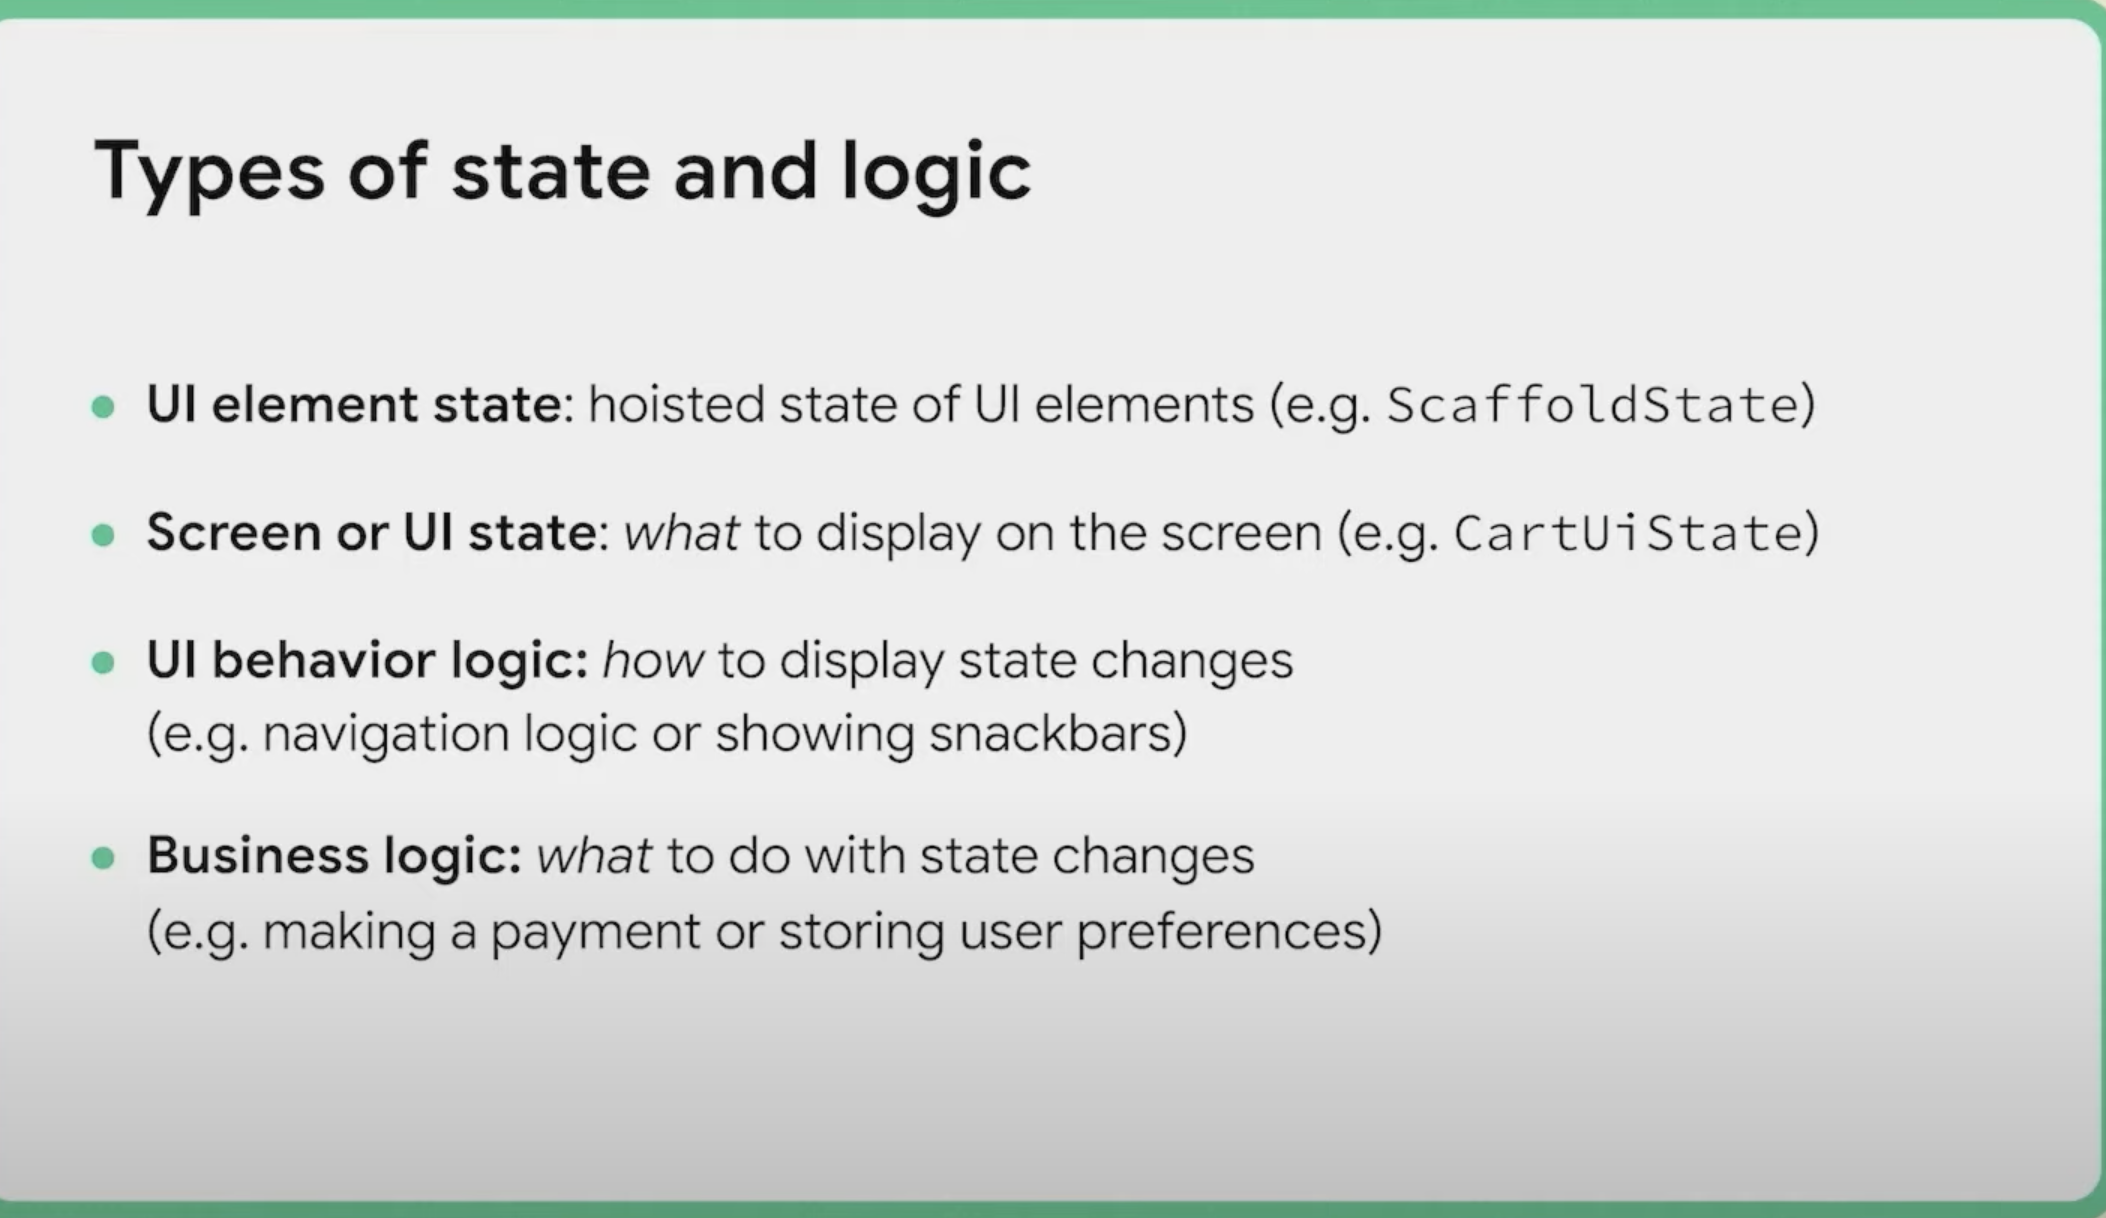 Types of state and logic
UI element state: hoisted state of UI elements (e.g. ScaffoldState)
Screen or UI state: what to display on the screen (e.g. CartUiState)
UI behavior logic: how to display state changes
(e.g. navigation logic or showing snackbars)
Business logic: what to do with state changes
(e.g. making a payment or storing user preferences)